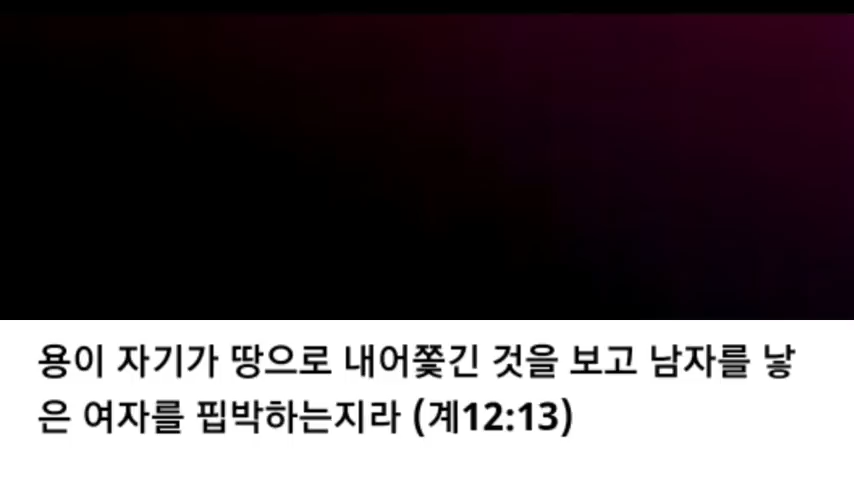 용이 자기가 땅으로 내어쫓긴 것을 보고 남자를 낳
은 여자를 핍박하는지라 (계12:13)